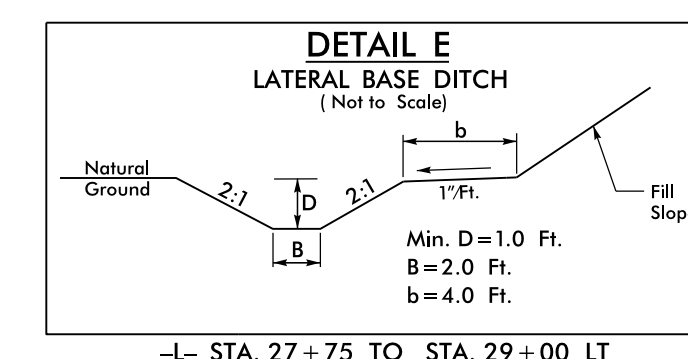 DETAIL E
LATERAL BASE DITCH
( Not to Scale)
b
Natural
Ground
2:1
D
2:1
1"/Ft.
B
Fill
Slop
Min. D=1.0 Ft.
B=2.0 Ft.
b=4.0 Ft.
-L- STA. 27+75 TO STA. 29+00 LT